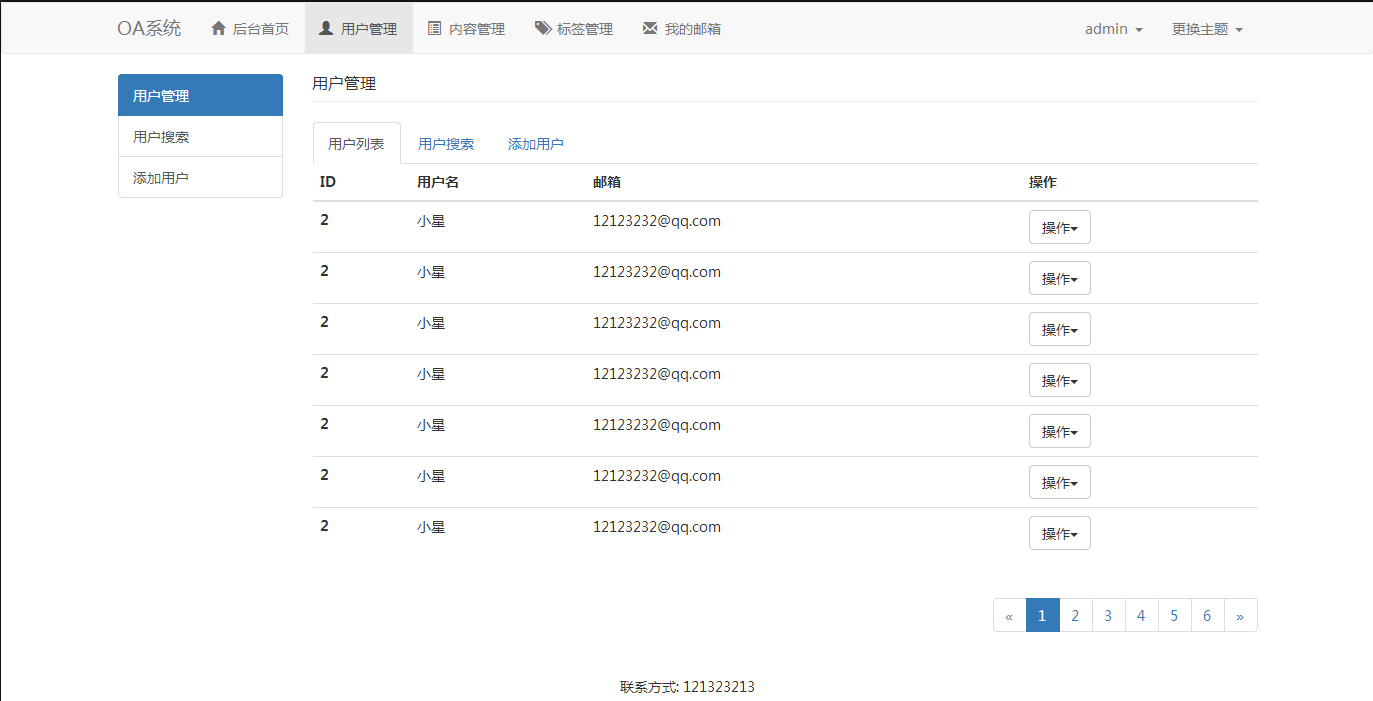 OA系统 后台首页 用户管理 内容管理 标签管理 我的邮箱 admin 更换主题
用户管理
用户搜索
添加用户
用户管理
用户列表 用户搜索 添加用户
ID 用户名 邮箱 操作
2 小星 12123232@qq.com 操作
2 小星 12123232@qq.com 操作
2 小星 12123232@qq.com 操作
2 小星 12123232@qq.com 操作
2 小星 12123232@qq.com 操作
2 小星 12123232@qq.com 操作
2 小星 12123232@qq.com 操作
« 1 2 3 4 5 6 »
联系方式: 121323213